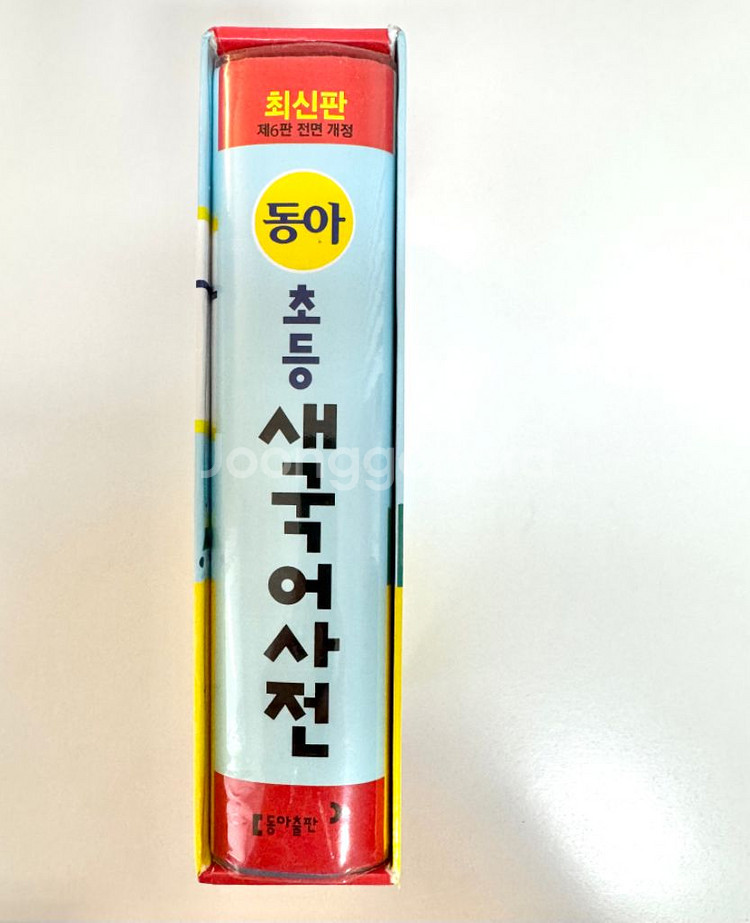 최신판
제6판 전면 개정
동아
초등
새국어사전
동아출판